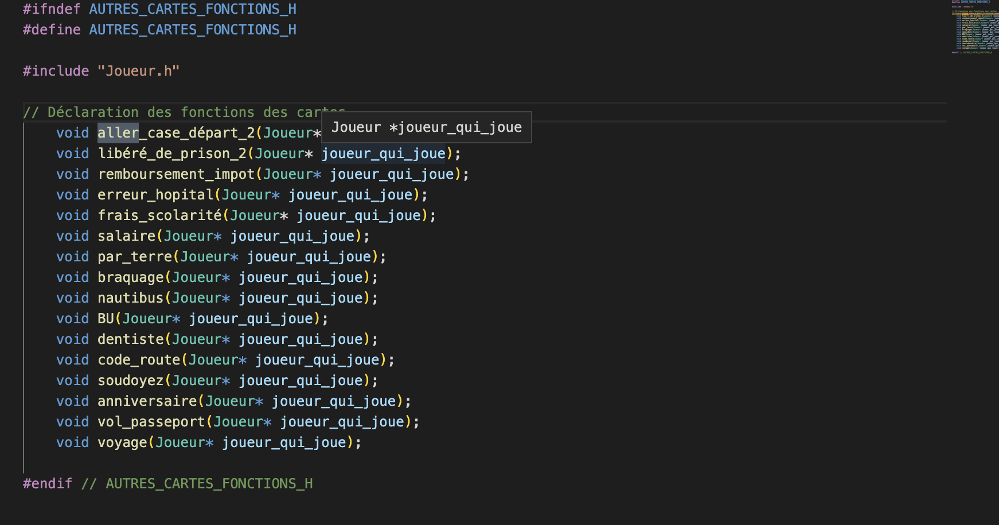 #ifndef AUTRES_CARTES_FONCTIONS_H
#define AUTRES_CARTES_FONCTIONS_H
#include "Joueur.h"
// Déclaration des fonctions des cartes
Joueur *joueur_qui_joue
void aller_case_départ_2(Joueur*
void libéré_de_prison_2(Joueur* joueur_qui_joue);
void remboursement_impot(Joueur* joueur_qui_joue);
void erreur_hopital(Joueur* joueur_qui_joue);
void frais_scolarité(Joueur* joueur_qui_joue);
void salaire(Joueur* joueur_qui_joue);
void par_terre(Joueur* joueur_qui_joue);
void braquage(Joueur* joueur_qui_joue);
void nautibus(Joueur* joueur_qui_joue);
void BU(Joueur* joueur_qui_joue);
void dentiste(Joueur* joueur_qui_joue);
void code_route(Joueur* joueur_qui_joue);
void soudoyez(Joueur* joueur_qui_joue);
void anniversaire(Joueur* joueur_qui_joue);
void vol_passeport(Joueur* joueur_qui_joue);
void voyage(Joueur* joueur_qui_joue);
#endif // AUTRES_CARTES_FONCTIONS_H